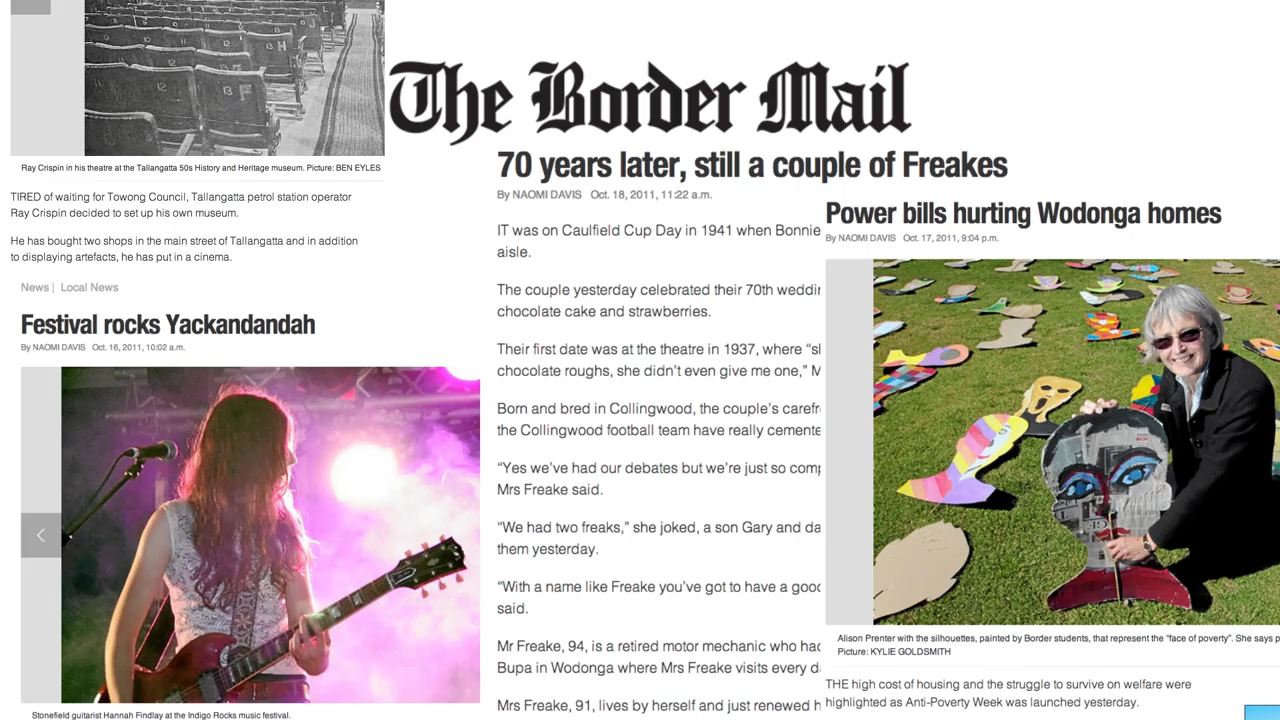 The Border Mail
Ray Crispin in his theatre at the Tallangatta 50s History and Heritage museum. Picture: BEN EYLES
TIRED of waiting for Towong Council, Tallangatta petrol station operator
Ray Crispin decided to set up his own museum.
He has bought two shops in the main street of Tallangatta and in addition
to displaying artefacts, he has put in a cinema.
News | Local News
Festival rocks Yackandandah
By NAOMI DAVIS Oct. 16, 2011, 10:02 a.m.
Stonefield guitarist Hannah Findlay at the Indigo Rocks music festival.
70 years later, still a couple of Freakes
By NAOMI DAVIS Oct. 18, 2011, 11:22 a.m.
IT was on Caulfield Cup Day in 1941 when Bonnie
aisle.
The couple yesterday celebrated their 70th
chocolate cake and strawberries.
Their first date was at the theatre in 1937, where
chocolate roughs, she didn't even give me one,"
Born and bred in Collingwood, the couple's
the Collingwood football team have really
“Yes we've had our debates but we're just so
Mrs Freake said.
“We had two freaks,” she joked, a son Gary and
them yesterday.
“With a name like Freake you've got to have a
said.
Mr Freake, 94, is a retired motor mechanic who
Bupa in Wodonga where Mrs Freake visits every
Mrs Freake, 91, lives by herself and just renewed
Power bills hurting Wodonga homes
By NAOMI DAVIS Oct. 17, 2011, 9:04 p.m.
Alison Prenter with the silhouettes, painted by Border students, that represent the “face of poverty”. She says
Picture: KYLIE GOLDSMITH
THE high cost of housing and the struggle to survive on welfare were
highlighted as Anti-Poverty Week was launched yesterday.